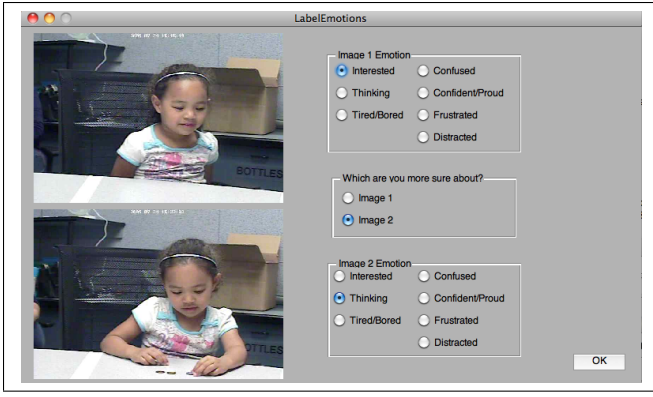 LabelEmotions
Image 1 Emotion
Interested
Confused
Thinking
Confident/Proud
Tired/Bored
Frustrated
Distracted
BOTTLES
Which are you more sure about?
Image 1
Image 2
Image 2 Emotion
Interested
Confused
Thinking
Confident/Proud
Tired/Bored
Frustrated
Distracted
BOTTLES
OK